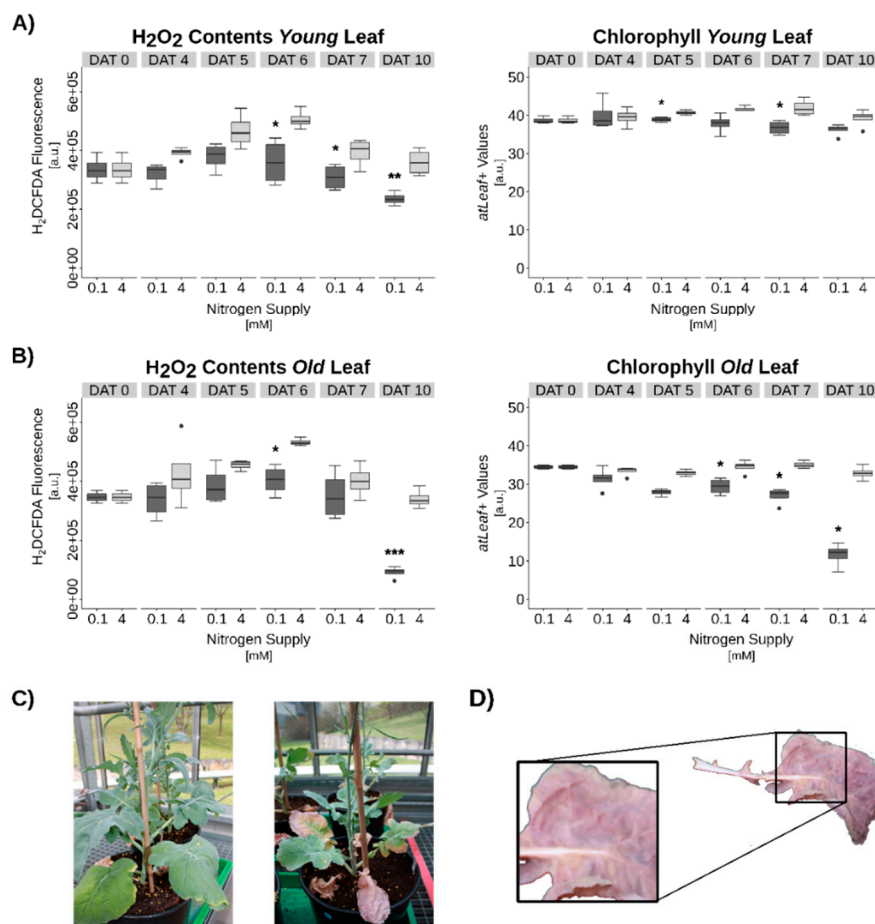 A)
H₂O₂ Contents Young Leaf
DAT 0 DAT 4 DAT 5 DAT 6 DAT 7 DAT 10
H₂DCFDA Fluorescence
[a.u.]
6e+05
4e+05
2e+05
0e+00
* * **
0.1 4 0.1 4 0.1 4 0.1 4 0.1 4 0.1 4
Nitrogen Supply
[mM]
Chlorophyll Young Leaf
DAT 0 DAT 4 DAT 5 DAT 6 DAT 7 DAT 10
atLeaf+ Values
[a.u.]
50
40
30
20
10
0
* *
0.1 4 0.1 4 0.1 4 0.1 4 0.1 4 0.1 4
Nitrogen Supply
[mM]
B)
H₂O₂ Contents Old Leaf
DAT 0 DAT 4 DAT 5 DAT 6 DAT 7 DAT 10
H₂DCFDA Fluorescence
[a.u.]
6e+05
4e+05
2e+05
0e+00
* ***
0.1 4 0.1 4 0.1 4 0.1 4 0.1 4 0.1 4
Nitrogen Supply
[mM]
Chlorophyll Old Leaf
DAT 0 DAT 4 DAT 5 DAT 6 DAT 7 DAT 10
atLeaf+ Values
[a.u.]
50
40
30
20
10
0
* * *
0.1 4 0.1 4 0.1 4 0.1 4 0.1 4 0.1 4
Nitrogen Supply
[mM]
C)
D)